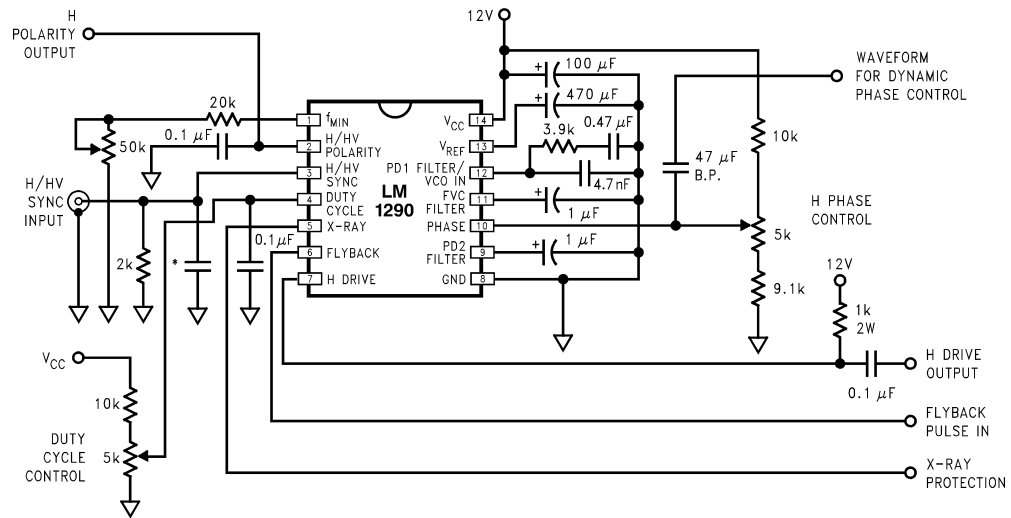 H
POLARITY
OUTPUT
12V
100 μF
WAVEFORM
FOR DYNAMIC
PHASE CONTROL
470 μF
20k
1
fMIN
VCC
14
3.9k
0.47 μF
10k
0.1 μF
50k
2
H/HV
POLARITY
VREF
13
47 μF
B.P.
H/HV
SYNC
INPUT
3
H/HV
SYNC
PD1 FILTER/
VCO IN
12
4.7nF
LM
1290
4
DUTY
CYCLE
FVC
FILTER
11
1 μF
H PHASE
CONTROL
5
X-RAY
PHASE
10
5k
0.1μF
2k
*
6
FLYBACK
PD2
FILTER
9
1 μF
12V
7
H DRIVE
GND
8
9.1k
1k
2W
VCC
H DRIVE
OUTPUT
0.1 μF
10k
FLYBACK
PULSE IN
DUTY
CYCLE
CONTROL
5k
X-RAY
PROTECTION
+
+
+
+